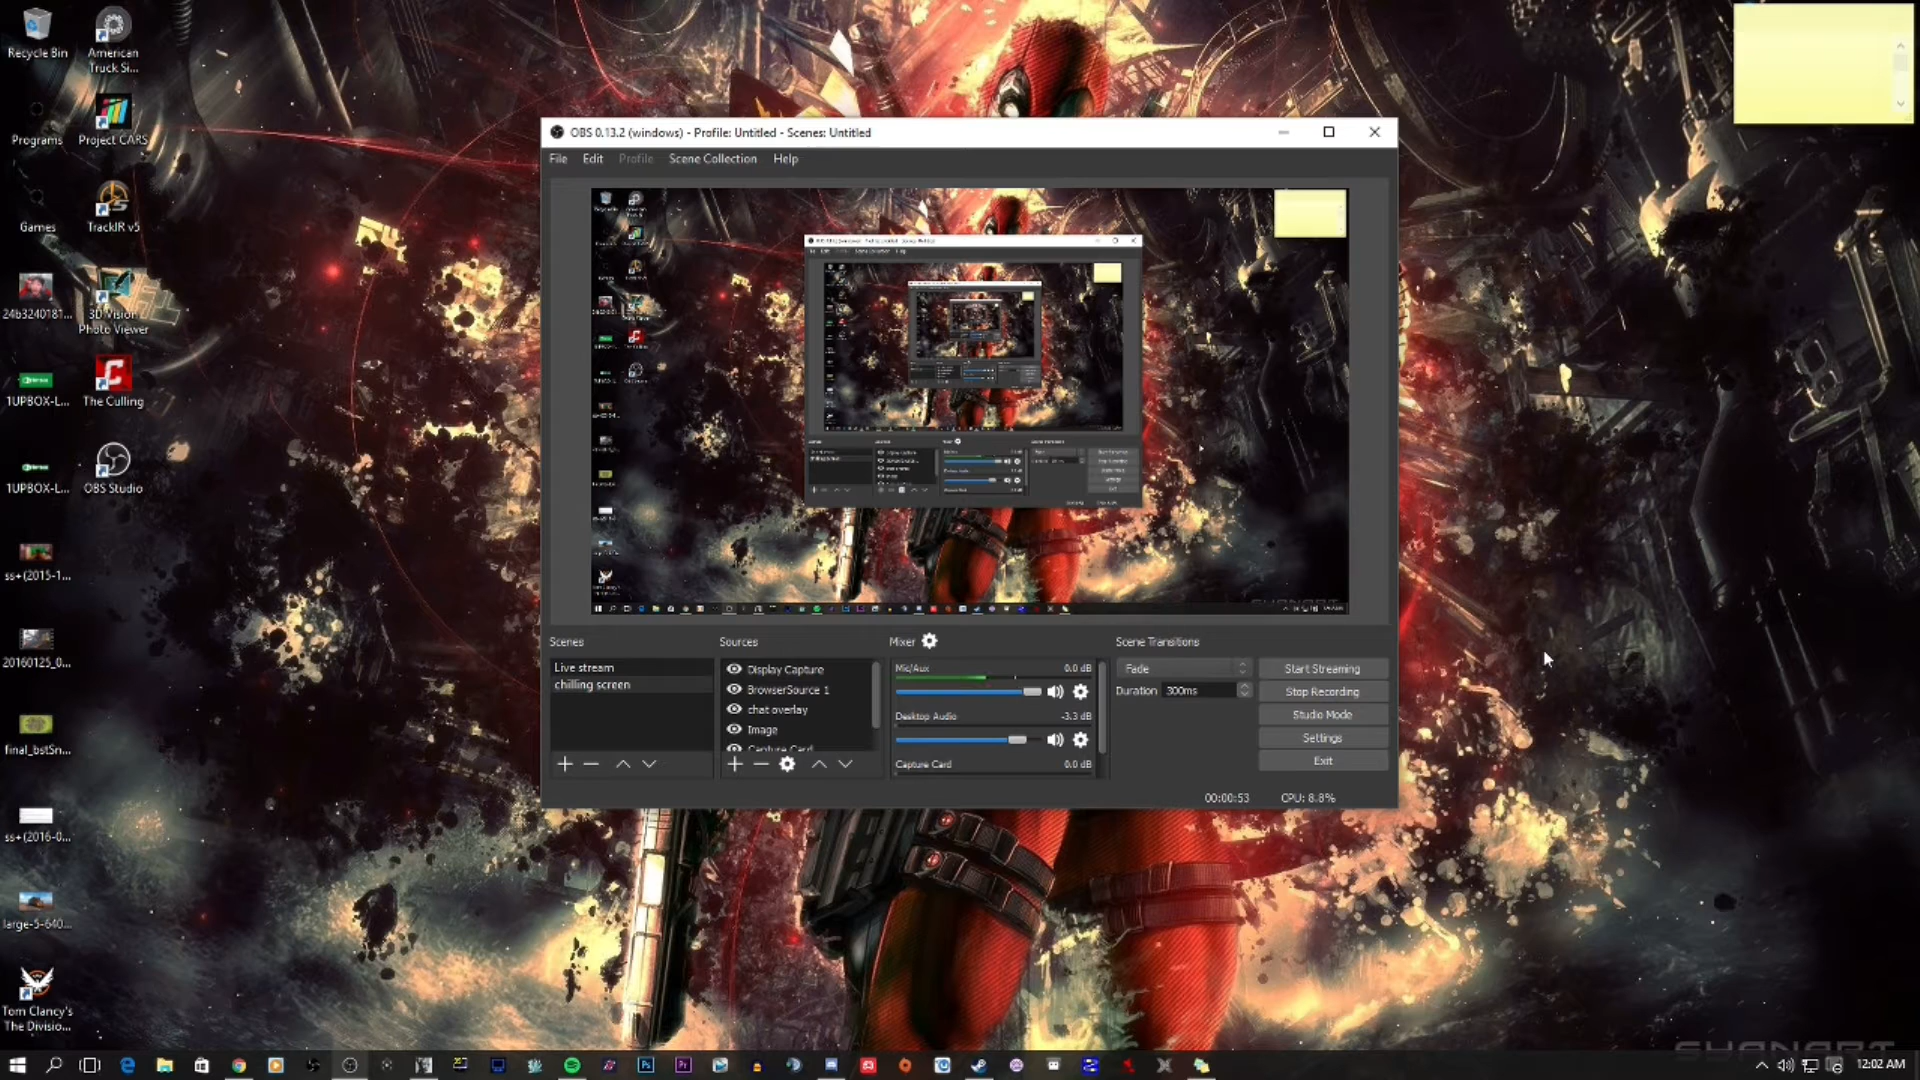 Recycle Bin
American
Truck Si...
Programs
Project CARS
Games
TrackIR v5
24b3240181...
3D Vision
Photo Viewer
1UPBOX-L...
The Culling
1UPBOX-L...
OBS Studio
ss+(2015-1...
20160125_0...
final_bstSn...
ss+(2016-0...
large-5-640...
Tom Clancy's
The Divisio...
OBS 0.13.2 (windows) - Profile: Untitled - Scenes: Untitled
File Edit Profile Scene Collection Help
Scenes
Live stream
chilling screen
Sources
Display Capture
BrowserSource 1
chat overlay
Image
Capture Card
Mixer
Mic/Aux 0.0 dB
Desktop Audio -3.3 dB
Capture Card 0.0 dB
Scene Transitions
Fade
Duration 300ms
Start Streaming
Stop Recording
Studio Mode
Settings
Exit
00:00:53 CPU: 8.8%
12:02 AM